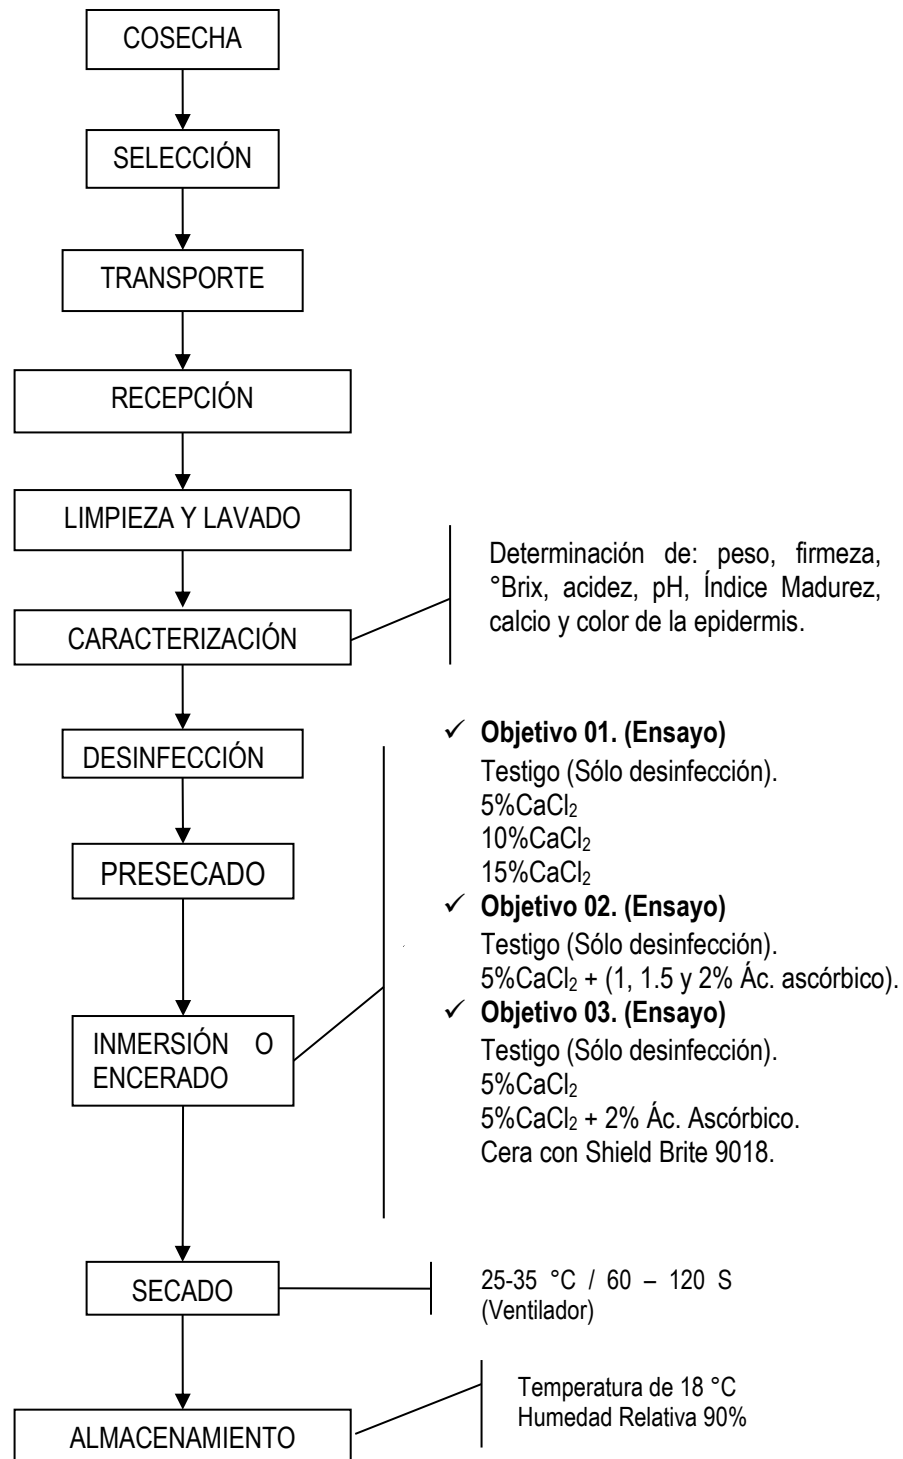 COSECHA
SELECCIÓN
TRANSPORTE
RECEPCIÓN
LIMPIEZA Y LAVADO
CARACTERIZACIÓN
Determinación de: peso, firmeza,
°Brix, acidez, pH, Índice Madurez,
calcio y color de la epidermis.
DESINFECCIÓN
PRESECADO
INMERSIÓN O
ENCERADO
✓ Objetivo 01. (Ensayo)
Testigo (Sólo desinfección).
5%CaCl₂
10%CaCl₂
15%CaCl₂
✓ Objetivo 02. (Ensayo)
Testigo (Sólo desinfección).
5%CaCl₂ + (1, 1.5 y 2% Ác. ascórbico).
✓ Objetivo 03. (Ensayo)
Testigo (Sólo desinfección).
5%CaCl₂
5%CaCl₂ + 2% Ác. Ascórbico.
Cera con Shield Brite 9018.
SECADO
25-35 °C / 60 – 120 S
(Ventilador)
ALMACENAMIENTO
Temperatura de 18 °C
Humedad Relativa 90%